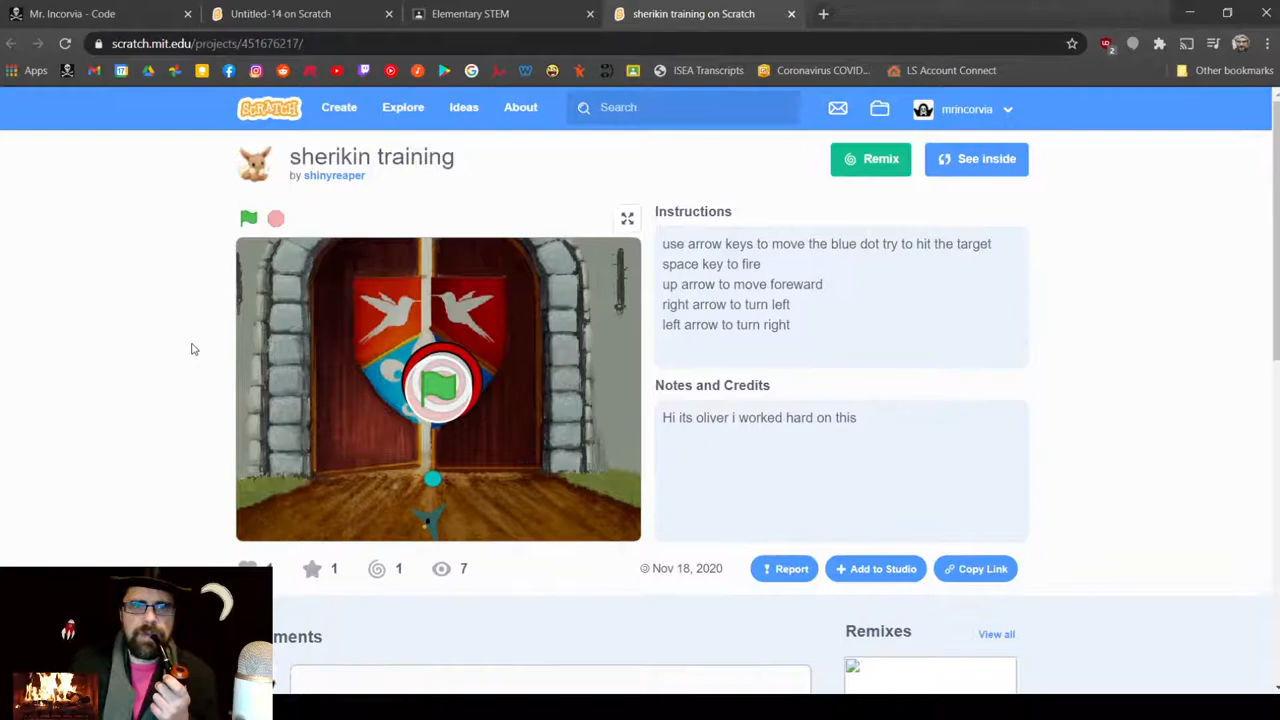 Mr. Incorvia - Code
Untitled-14 on Scratch
Elementary STEM
sherikin training on Scratch
scratch.mit.edu/projects/451676217/
2
Apps
ISEA Transcripts
Coronavirus COVID...
LS Account Connect
Other bookmarks
SCRATCH
Create
Explore
Ideas
About
Search
mrincorvia
sherikin training
by shinyreaper
Remix
See inside
Instructions
use arrow keys to move the blue dot try to hit the target
space key to fire
up arrow to move foreward
right arrow to turn left
left arrow to turn right
Notes and Credits
Hi its oliver i worked hard on this
1
1
7
© Nov 18, 2020
Report
Add to Studio
Copy Link
ments
Remixes
View all